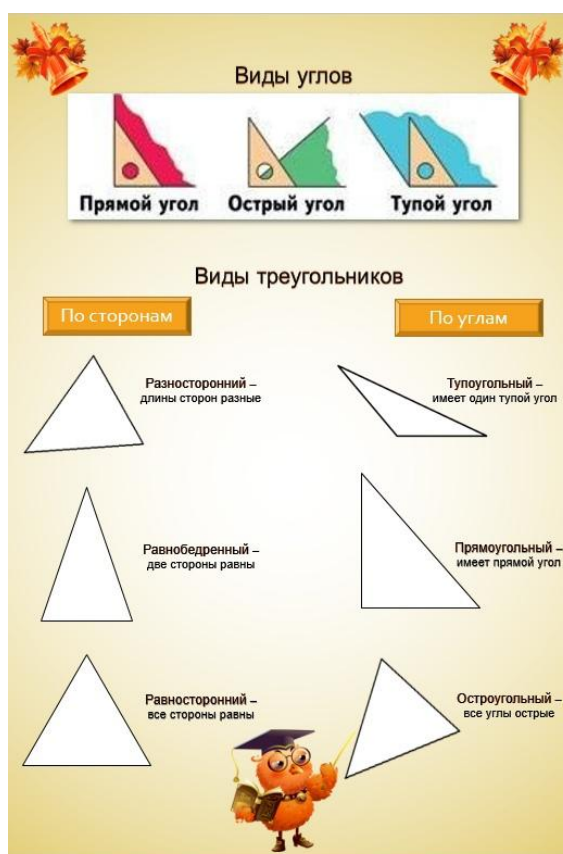 Виды углов
Прямой угол
Острый угол
Тупой угол
Виды треугольников
По сторонам
По углам
Разносторонний –
длины сторон разные
Тупоугольный –
имеет один тупой угол
Равнобедренный –
две стороны равны
Прямоугольный –
имеет прямой угол
Равносторонний –
все стороны равны
Остроугольный –
все углы острые